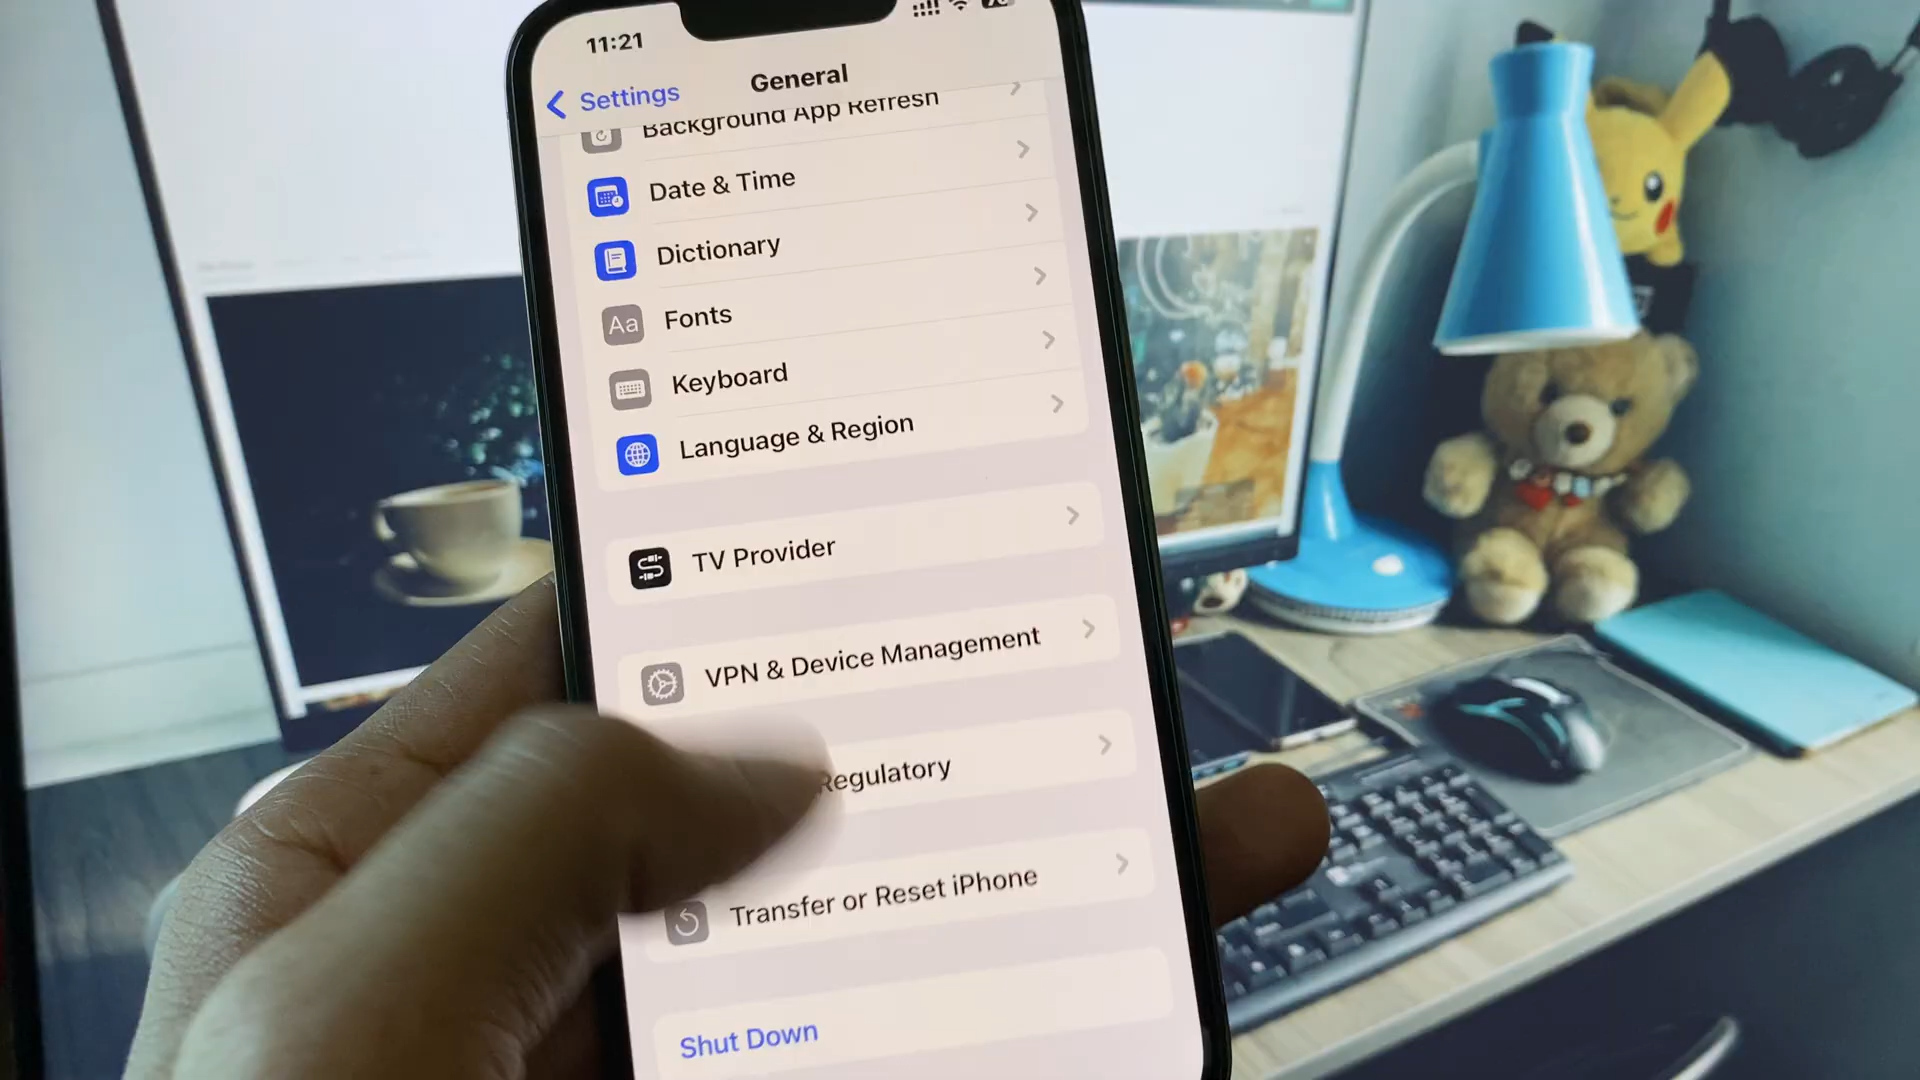 11:21
Settings
General
Background App Refresh
Date & Time
Dictionary
Aa
Fonts
Keyboard
Language & Region
TV Provider
VPN & Device Management
Regulatory
Transfer or Reset iPhone
Shut Down